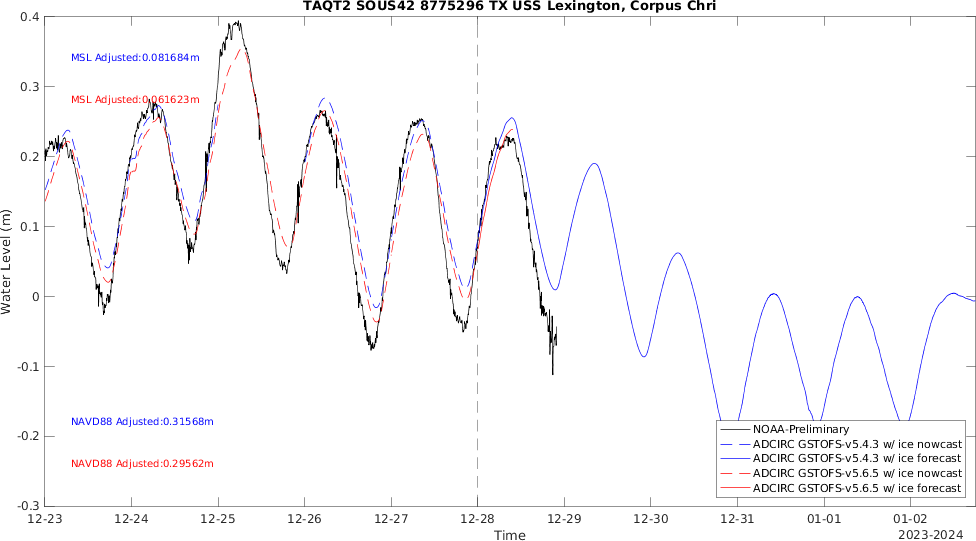 TAQT2 SOUS42 8775296 TX USS Lexington, Corpus Chri
0.4
0.3
0.2
0.1
0
-0.1
-0.2
-0.3
Water Level (m)
MSL Adjusted:0.081684m
MSL Adjusted:0.061623m
NAVD88 Adjusted:0.31568m
NAVD88 Adjusted:0.29562m
NOAA-Preliminary
ADCIRC GSTOFS-v5.4.3 w/ ice nowcast
ADCIRC GSTOFS-v5.4.3 w/ ice forecast
ADCIRC GSTOFS-v5.6.5 w/ ice nowcast
ADCIRC GSTOFS-v5.6.5 w/ ice forecast
12-23 12-24 12-25 12-26 12-27 12-28 12-29 12-30 12-31 01-01 01-02
Time
2023-2024